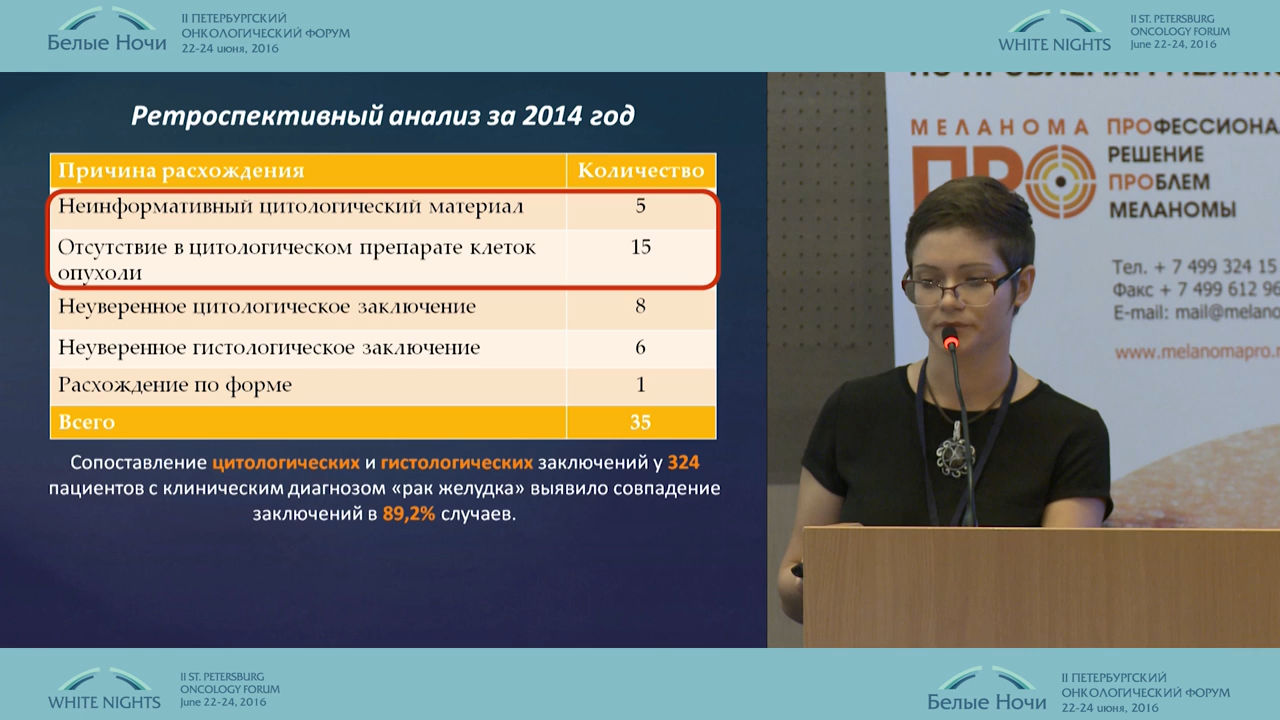 Белые Ночи
II ПЕТЕРБУРГСКИЙ
ОНКОЛОГИЧЕСКИЙ ФОРУМ
22-24 июня, 2016
WHITE NIGHTS
II ST. PETERSBURG
ONCOLOGY FORUM
June 22-24, 2016
Ретроспективный анализ за 2014 год
Причина расхождения Количество
Неинформативный цитологический материал 5
Отсутствие в цитологическом препарате клеток 15
опухоли
Неуверенное цитологическое заключение 8
Неуверенное гистологическое заключение 6
Расхождение по форме 1
Всего 35
Сопоставление цитологических и гистологических заключений у 324
пациентов с клиническим диагнозом «рак желудка» выявило совпадение
заключений в 89,2% случаев.
МЕЛАНОМА
ПРО
ПРОФЕССИОНА
РЕШЕНИЕ
ПРОБЛЕМ
МЕЛАНОМЫ
Тел. + 7 499 324 15
Факс + 7 499 612 96
E-mail: mail@melano
www.melanomapro.r
WHITE NIGHTS
II ST. PETERSBURG
ONCOLOGY FORUM
June 22-24, 2016
Белые Ночи
II ПЕТЕРБУРГСКИЙ
ОНКОЛОГИЧЕСКИЙ ФОРУМ
22-24 июня, 2016